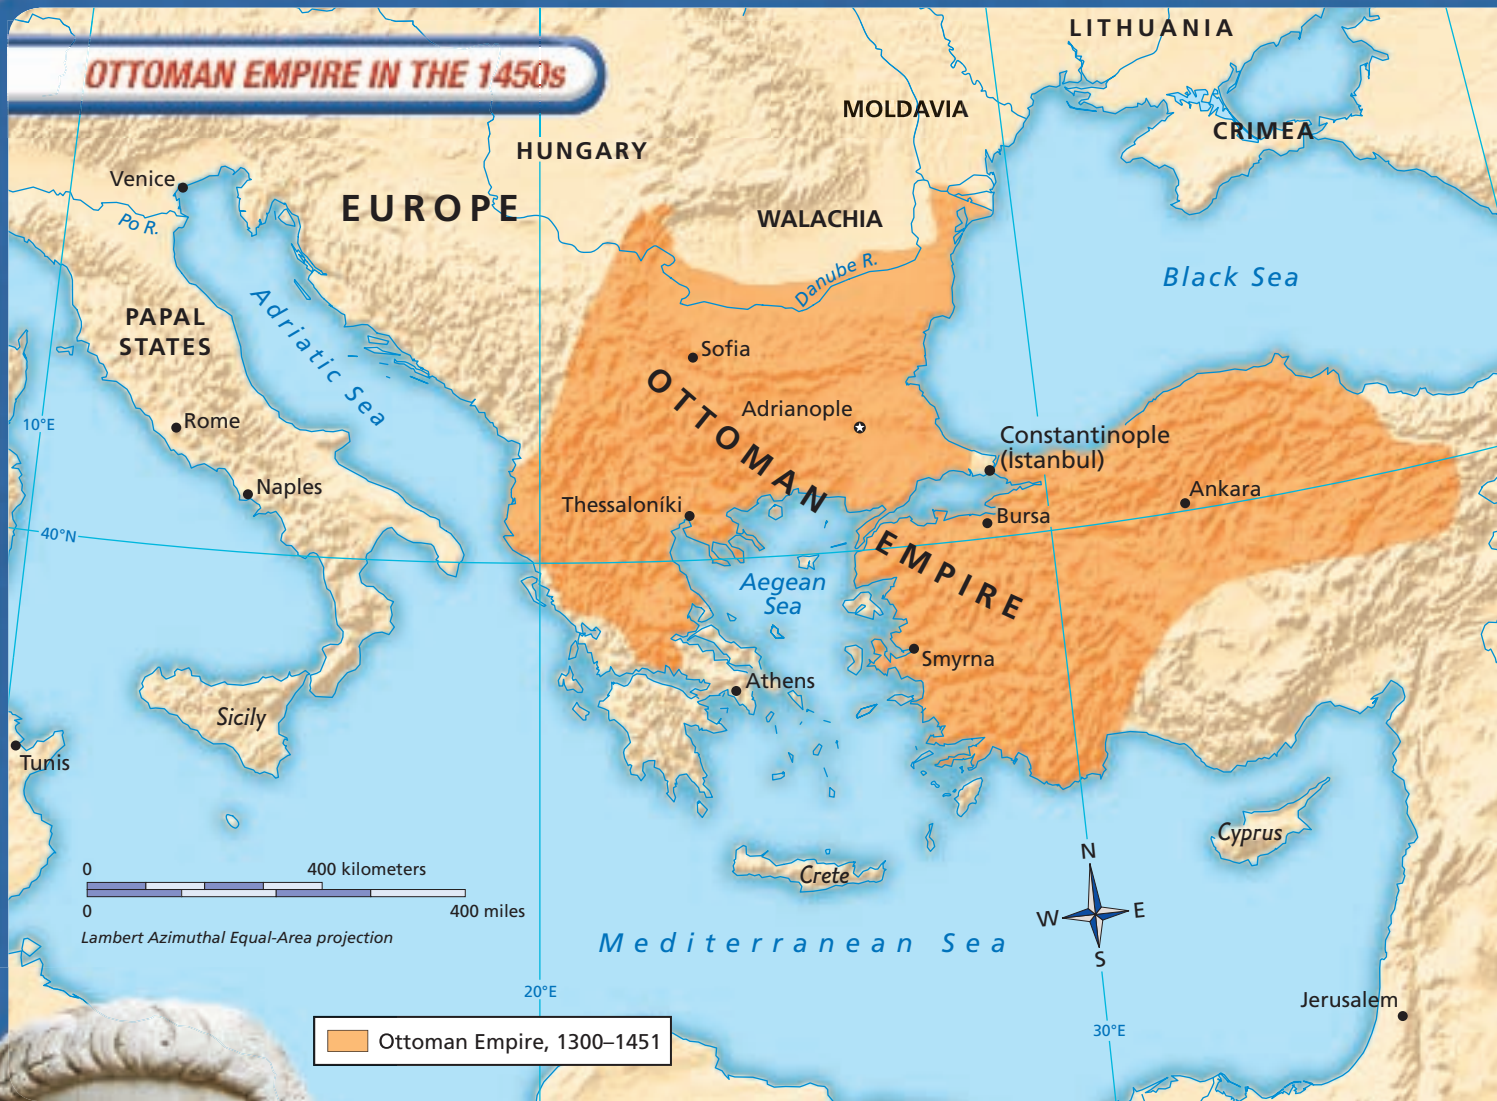 OTTOMAN EMPIRE IN THE 1450s
LITHUANIA
MOLDAVIA
CRIMEA
HUNGARY
Venice
EUROPE
WALACHIA
Po R.
Danube R.
Black Sea
Adriatic Sea
PAPAL
STATES
Sofia
OTTOMAN
Adrianople
10°E
Rome
Constantinople
(İstanbul)
Naples
Ankara
Thessaloníki
Bursa
40°N
EMPIRE
Aegean
Sea
Smyrna
Athens
Sicily
Tunis
Cyprus
0
400 kilometers
Crete
N
W
E
S
0
400 miles
Lambert Azimuthal Equal-Area projection
Mediterranean Sea
20°E
Jerusalem
30°E
Ottoman Empire, 1300–1451